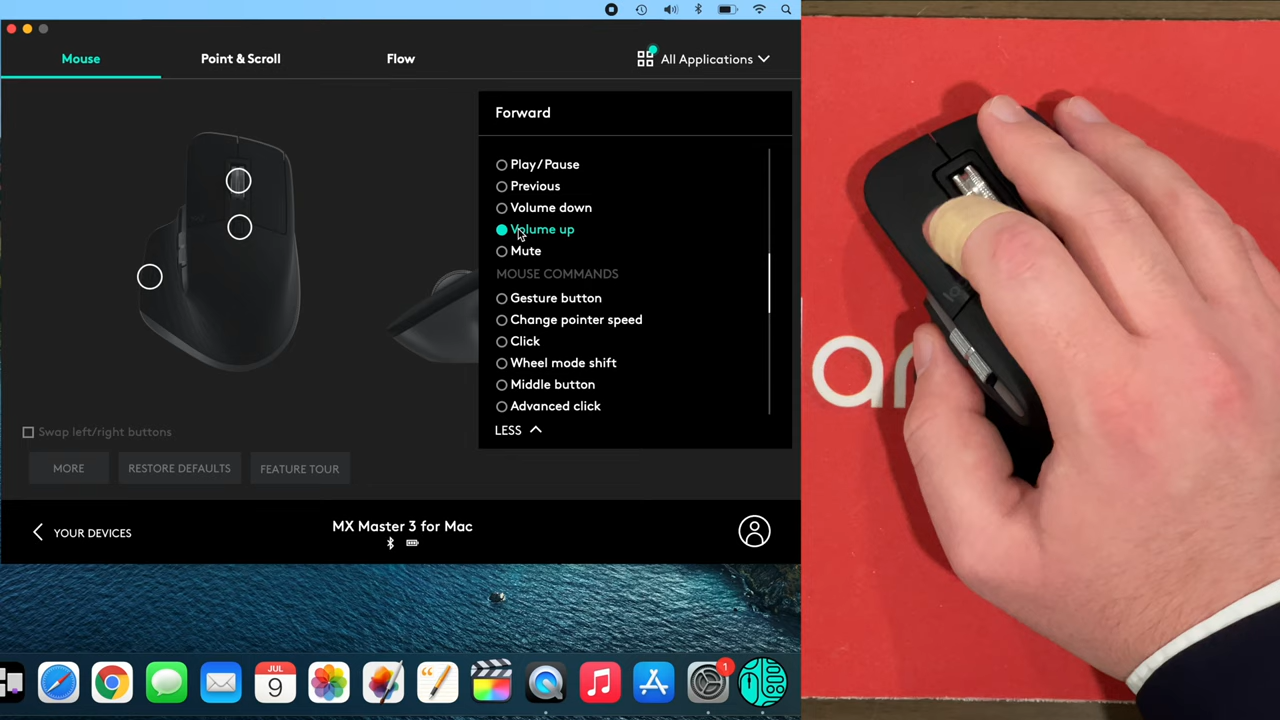 Mouse
Point & Scroll
Flow
All Applications
Forward
Play/Pause
Previous
Volume down
Volume up
Mute
MOUSE COMMANDS
Gesture button
Change pointer speed
Click
Wheel mode shift
Middle button
Advanced click
LESS
Swap left/right buttons
MORE
RESTORE DEFAULTS
FEATURE TOUR
YOUR DEVICES
MX Master 3 for Mac
JUL
9
1